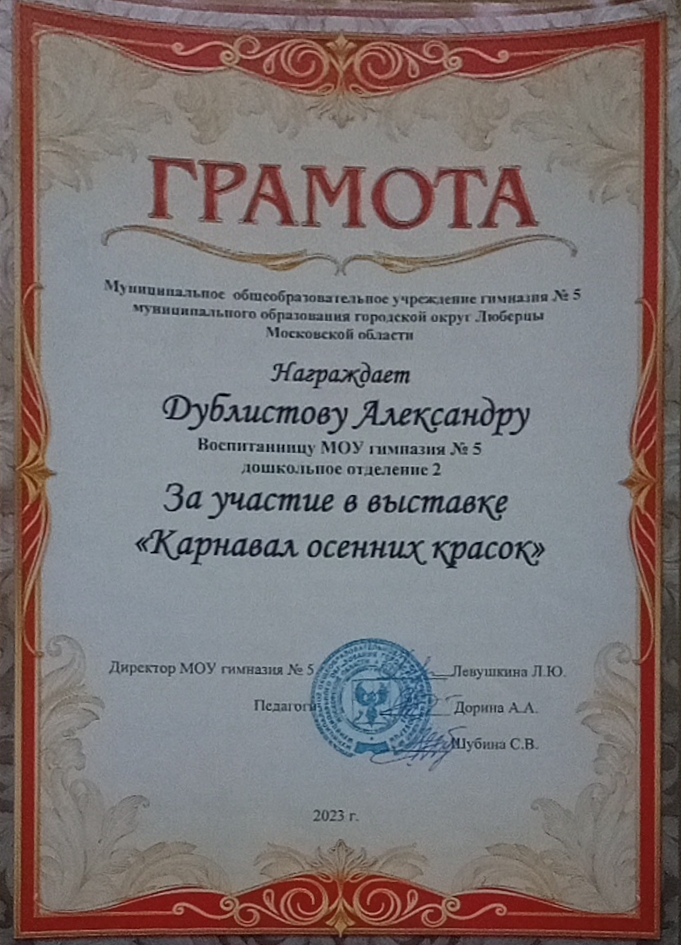 ГРАМОТА
Муниципальное общеобразовательное учреждение гимназия № 5
муниципального образования городской округ Люберцы
Московской области
Награждает
Дублистову Александру
Воспитанницу МОУ гимназия № 5
дошкольное отделение 2
За участие в выставке
«Карнавал осенних красок»
Директор МОУ гимназия № 5 Левушкина Л.Ю.
Педагоги Дорина А.А.
Шубина С.В.
2023 г.